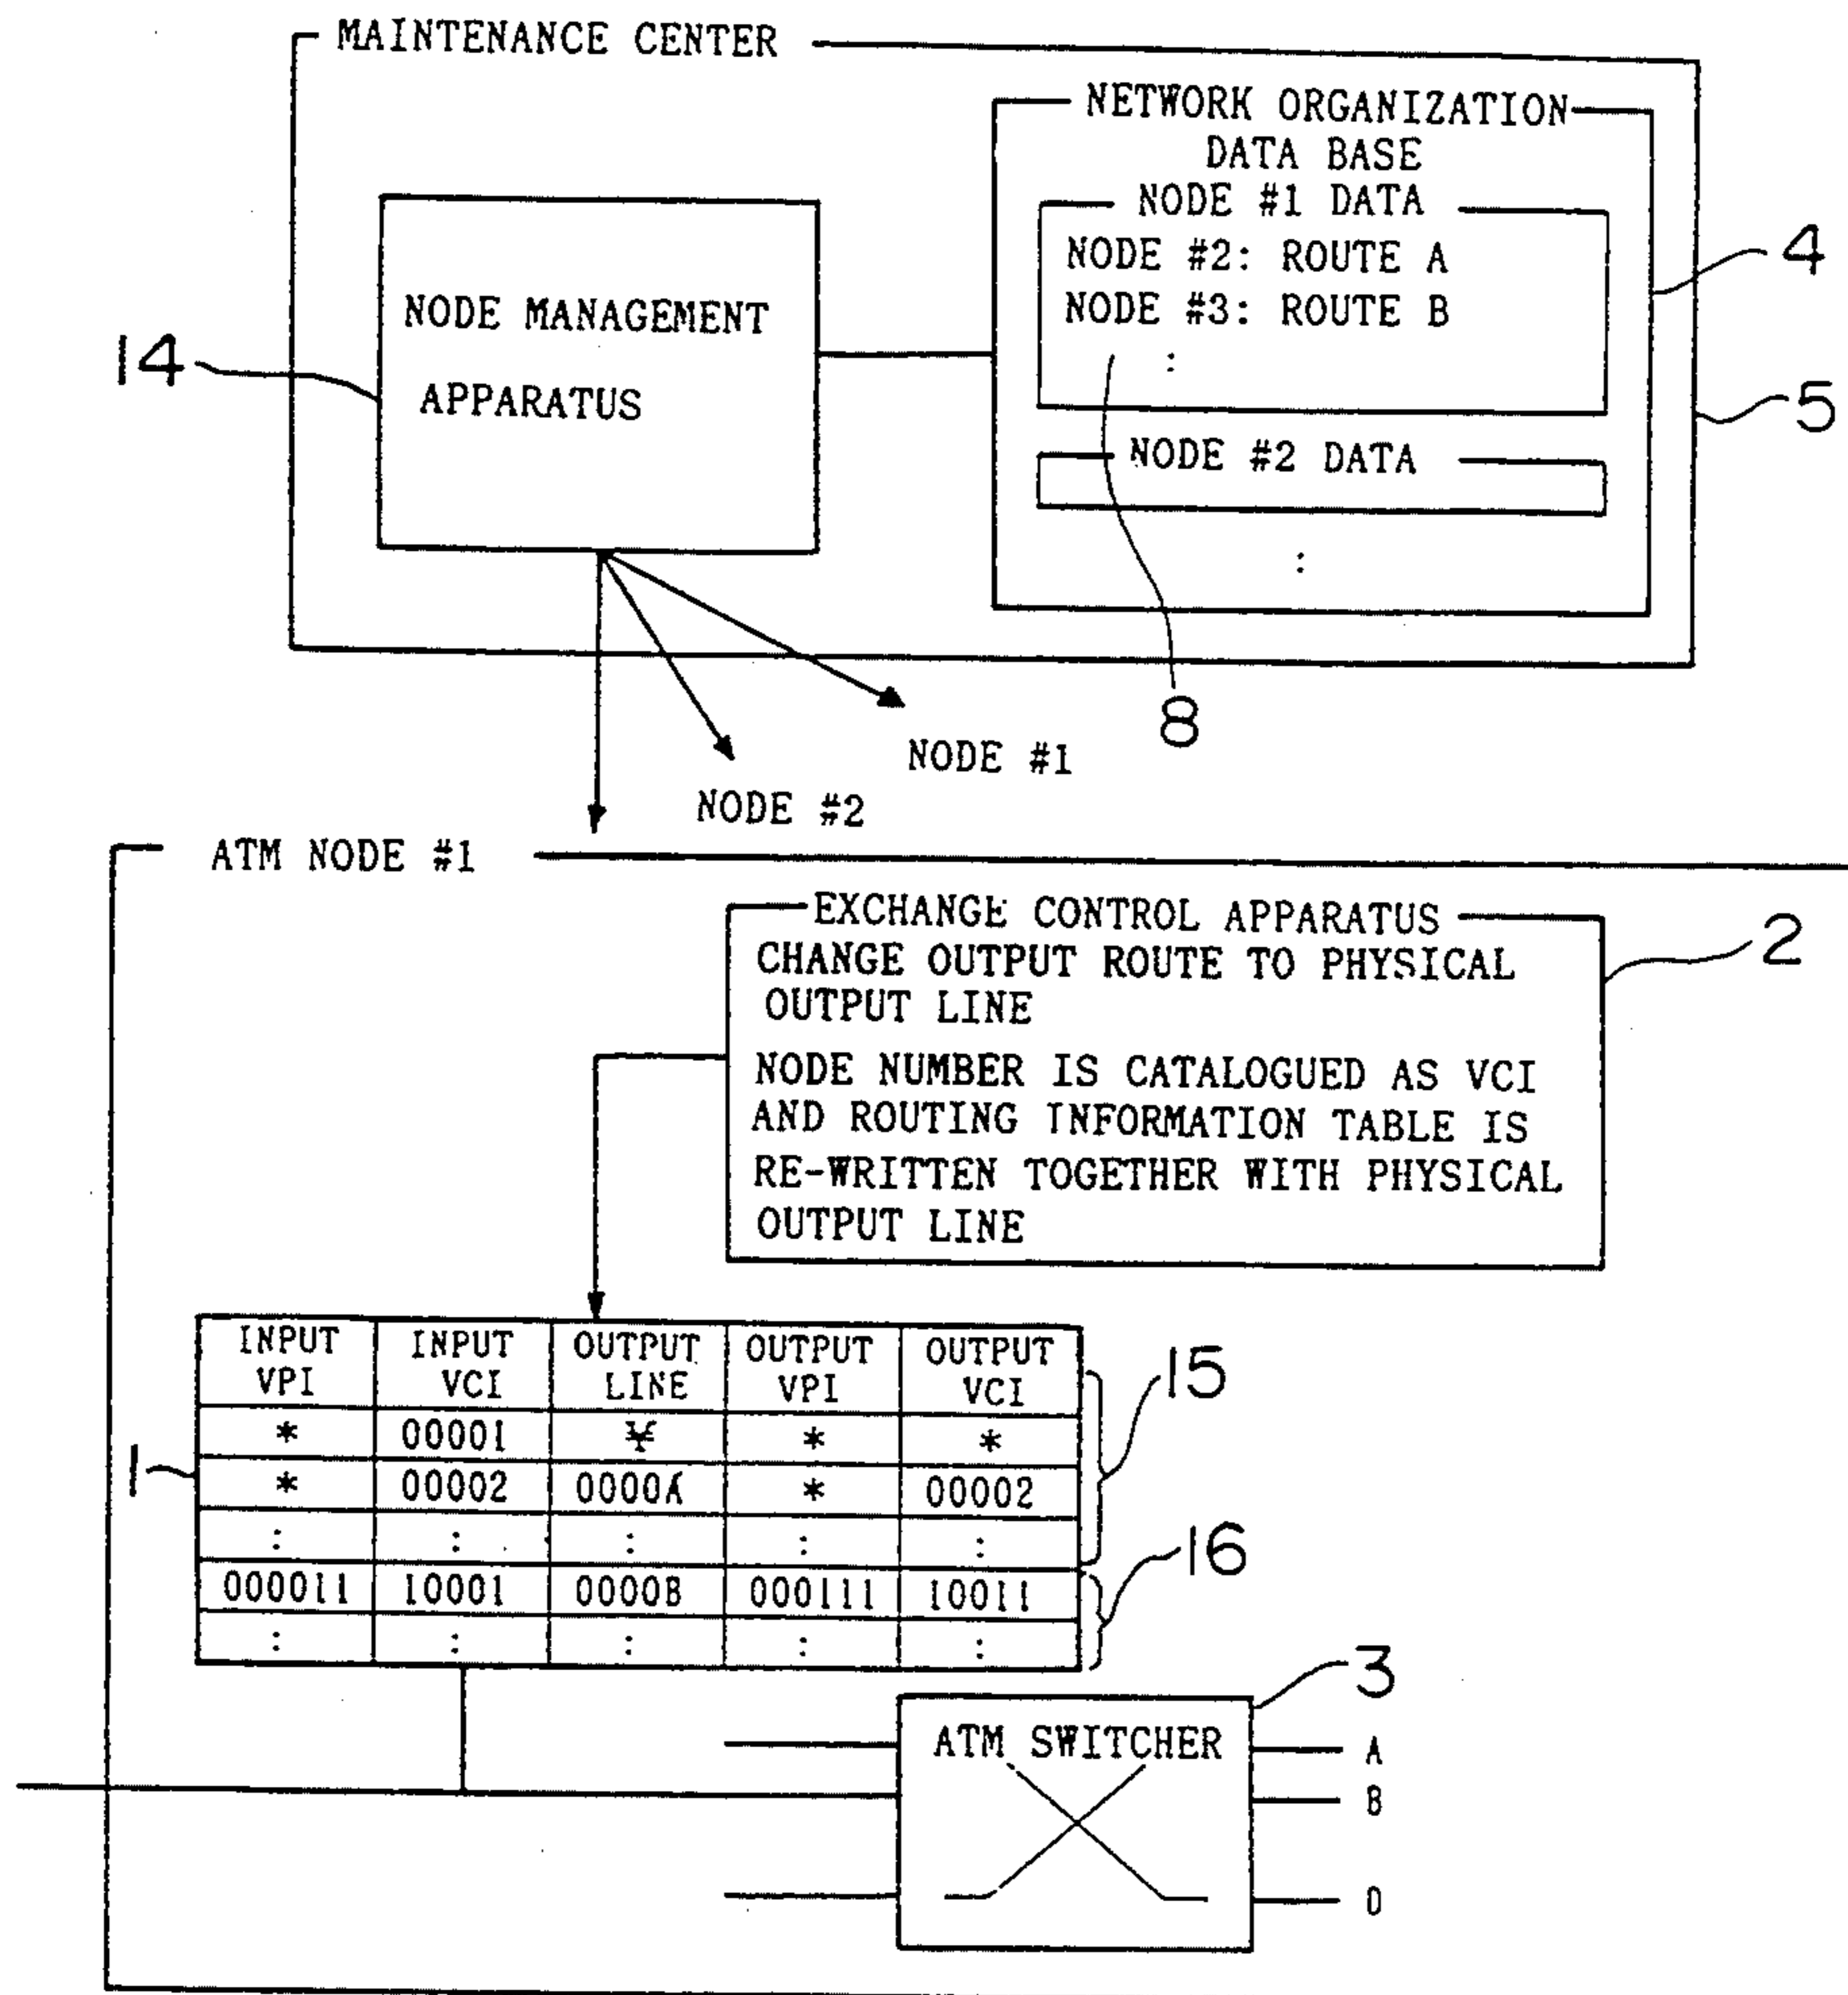 MAINTENANCE CENTER
NETWORK ORGANIZATION
DATA BASE
NODE #1 DATA
NODE #2: ROUTE A
NODE #3: ROUTE B
:
NODE #2 DATA
:
NODE MANAGEMENT
APPARATUS
14
4
5
8
NODE #1
NODE #2
ATM NODE #1
EXCHANGE CONTROL APPARATUS
CHANGE OUTPUT ROUTE TO PHYSICAL
OUTPUT LINE
NODE NUMBER IS CATALOGUED AS VCI
AND ROUTING INFORMATION TABLE IS
RE-WRITTEN TOGETHER WITH PHYSICAL
OUTPUT LINE
2
INPUT VPI INPUT VCI OUTPUT LINE OUTPUT VPI OUTPUT VCI
* 00001 ¥ * *
* 00002 0000A * 00002
: : : : :
000011 10001 0000B 000111 10011
: : : : :
1
15
16
3
ATM SWITCHER
A
B
0